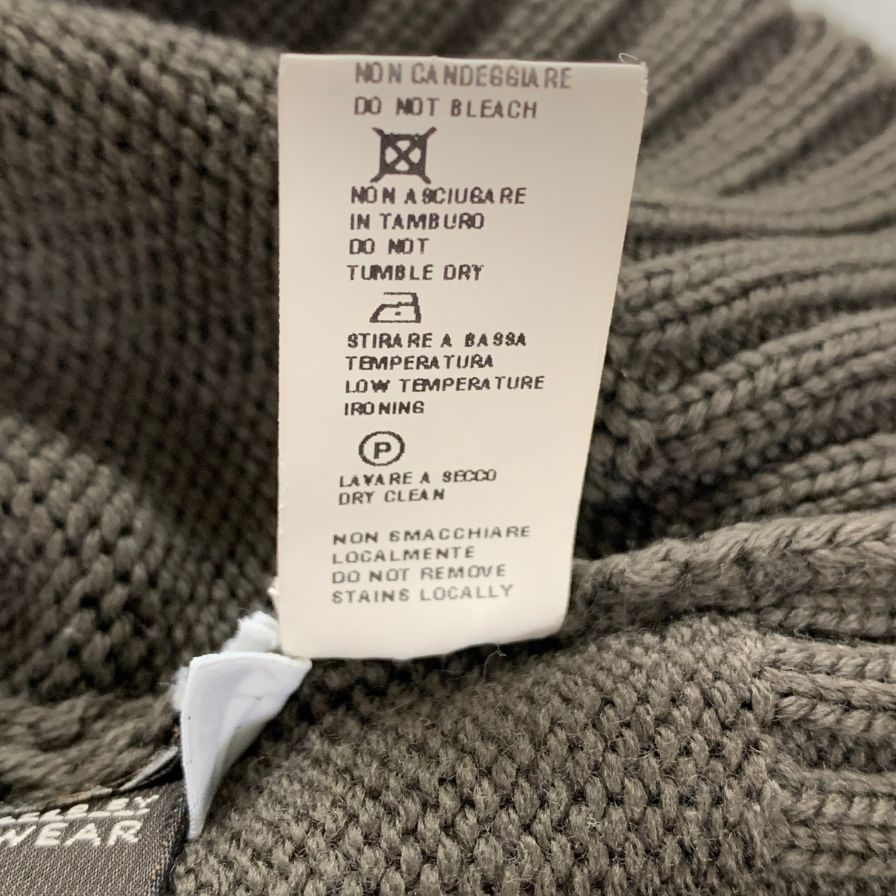 NON CANDEGGIARE
DO NOT BLEACH
NON ASCIUGARE
IN TAMBURO
DO NOT
TUMBLE DRY
STIRARE A BASSA
TEMPERATURA
LOW TEMPERATURE
IRONING
P
LAVARE A SECCO
DRY CLEAN
NON SMACCHIARE
LOCALMENTE
DO NOT REMOVE
STAINS LOCALLY
WEAR